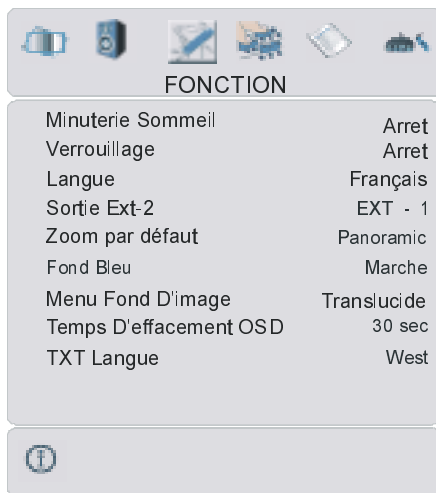 FONCTION
Minuterie Sommeil Arret
Verrouillage Arret
Langue Français
Sortie Ext-2 EXT - 1
Zoom par défaut Panoramic
Fond Bleu Marche
Menu Fond D'image Translucide
Temps D'effacement OSD 30 sec
TXT Langue West